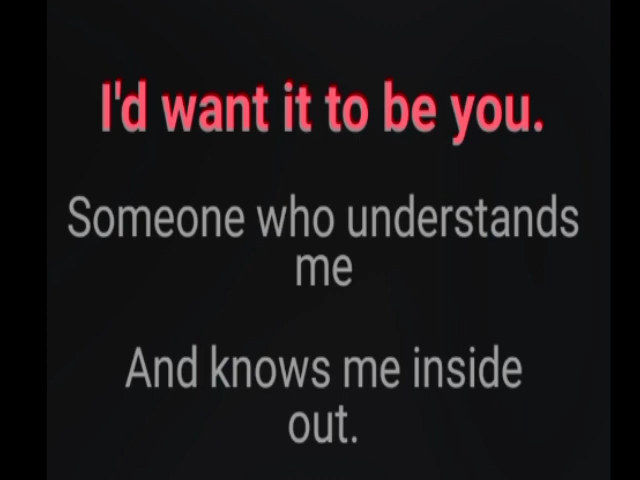 I'd want it to be you.
Someone who understands
me
And knows me inside
out.